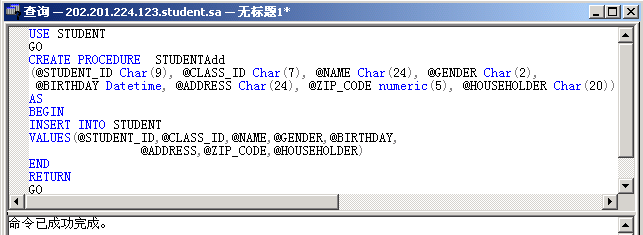 查询 — 202.201.224.123.student.sa — 无标题1*
USE STUDENT
GO
CREATE PROCEDURE  STUDENTAdd
(@STUDENT_ID Char(9), @CLASS_ID Char(7), @NAME Char(24), @GENDER Char(2),
@BIRTHDAY Datetime, @ADDRESS Char(24), @ZIP_CODE numeric(5), @HOUSEHOLDER Char(20))
AS
BEGIN
INSERT INTO STUDENT
VALUES(@STUDENT_ID,@CLASS_ID,@NAME,@GENDER,@BIRTHDAY,
@ADDRESS,@ZIP_CODE,@HOUSEHOLDER)
END
RETURN
GO
命令已成功完成。